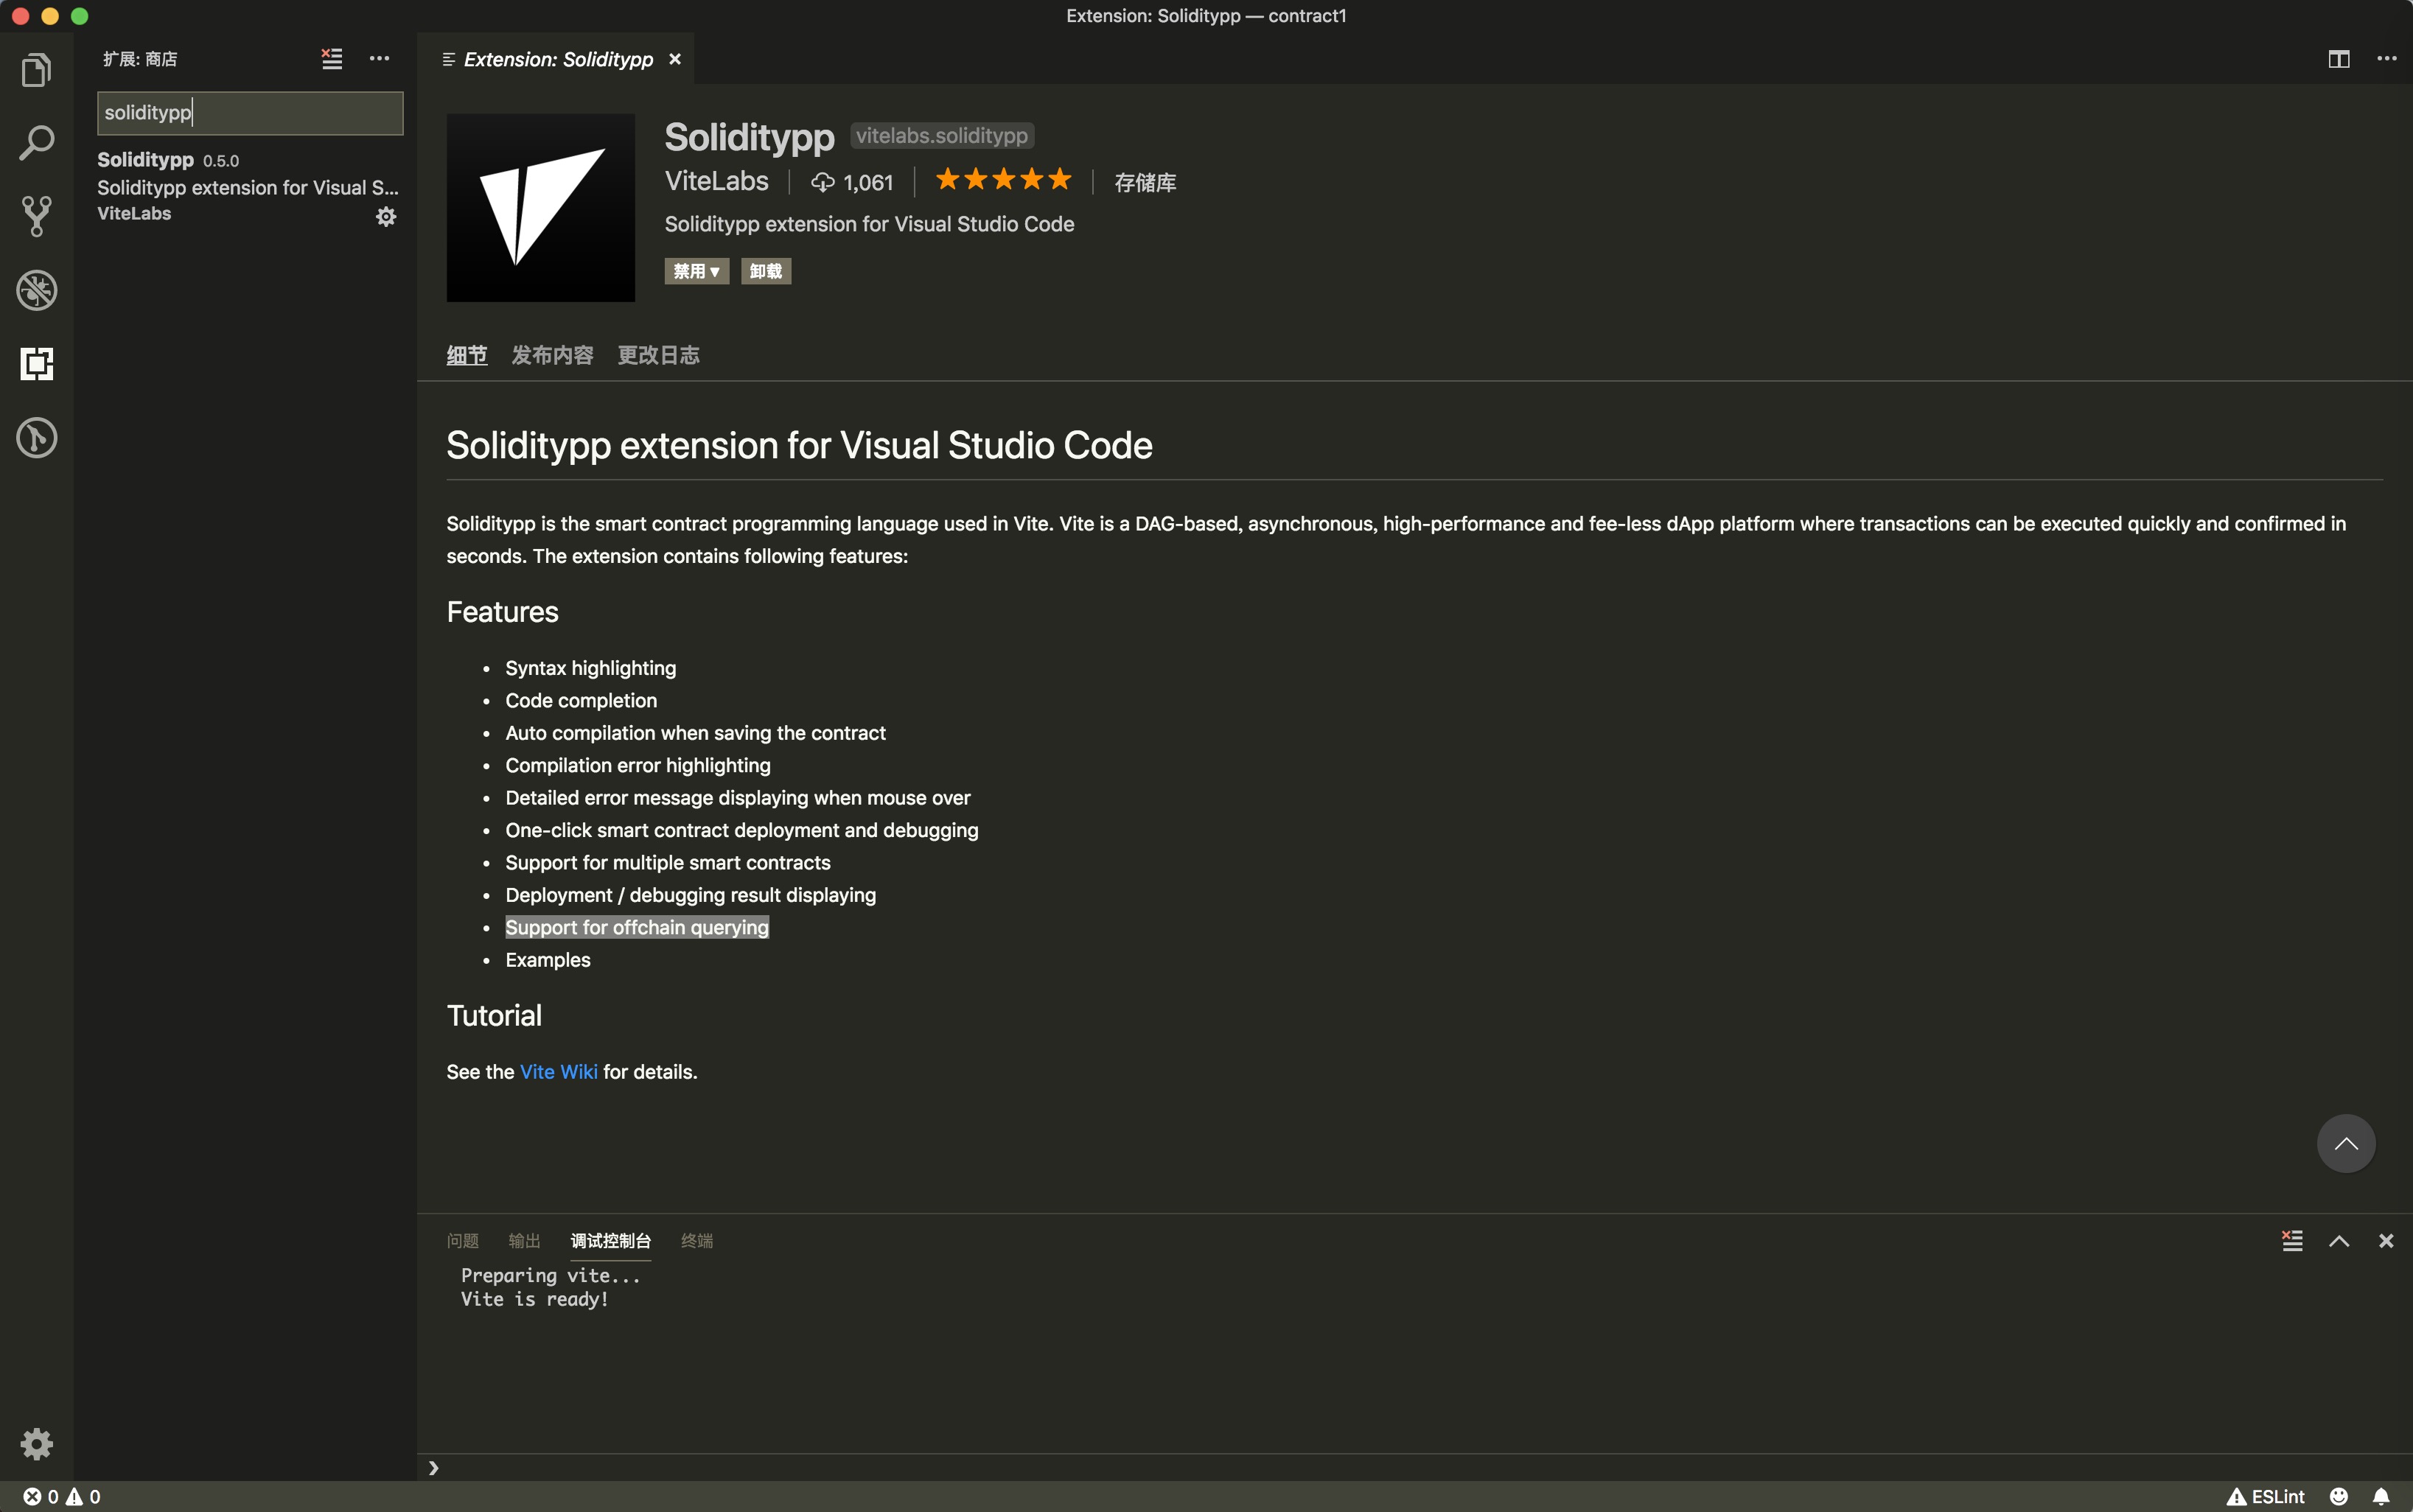 Extension: Soliditypp — contract1
扩展: 商店
soliditypp
Soliditypp 0.5.0
Soliditypp extension for Visual S...
ViteLabs
Extension: Soliditypp
Soliditypp vitelabs.soliditypp
ViteLabs 1,061 存储库
Soliditypp extension for Visual Studio Code
禁用 卸载
细节 发布内容 更改日志
Soliditypp extension for Visual Studio Code
Soliditypp is the smart contract programming language used in Vite. Vite is a DAG-based, asynchronous, high-performance and fee-less dApp platform where transactions can be executed quickly and confirmed in
seconds. The extension contains following features:
Features
Syntax highlighting
Code completion
Auto compilation when saving the contract
Compilation error highlighting
Detailed error message displaying when mouse over
One-click smart contract deployment and debugging
Support for multiple smart contracts
Deployment / debugging result displaying
Support for offchain querying
Examples
Tutorial
See the Vite Wiki for details.
问题 输出 调试控制台 终端
Preparing vite...
Vite is ready!
0 0 ESLint